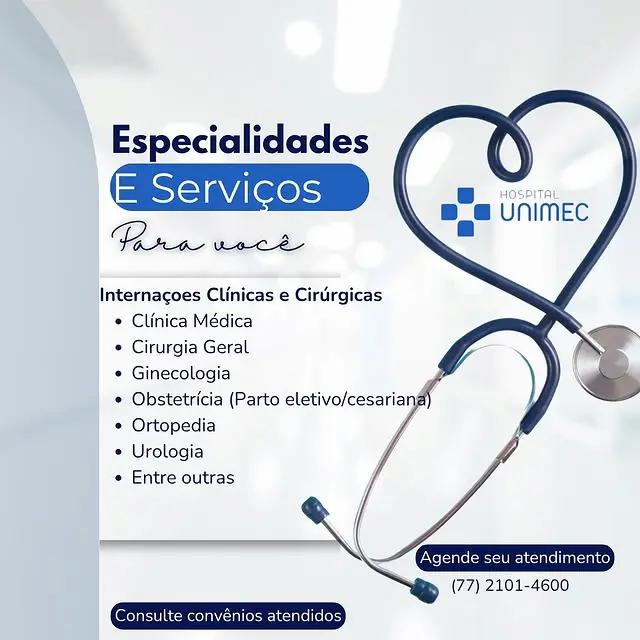 Especialidades
E Serviços
Para você
HOSPITAL
UNIMEC
Internaçoes Clínicas e Cirúrgicas
• Clínica Médica
• Cirurgia Geral
• Ginecologia
• Obstetrícia (Parto eletivo/cesariana)
• Ortopedia
• Urologia
• Entre outras
Agende seu atendimento
(77) 2101-4600
Consulte convênios atendidos